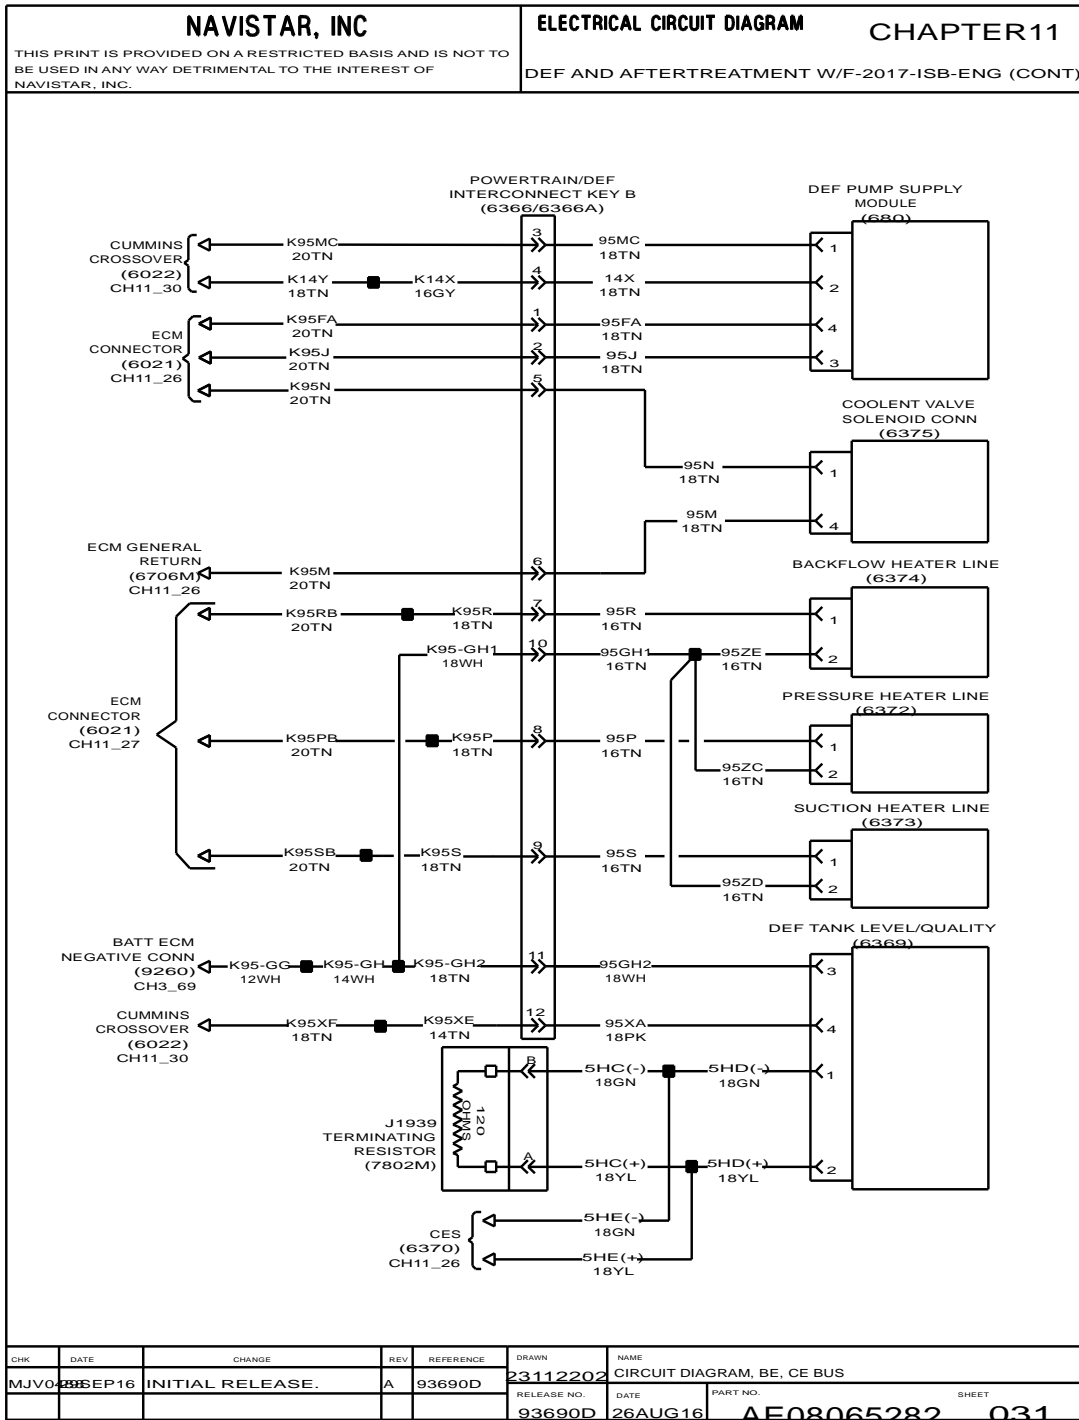 NAVISTAR, INC
THIS PRINT IS PROVIDED ON A RESTRICTED BASIS AND IS NOT TO
BE USED IN ANY WAY DETRIMENTAL TO THE INTEREST OF
NAVISTAR, INC.
ELECTRICAL CIRCUIT DIAGRAM
CHAPTER11
DEF AND AFTERTREATMENT W/F-2017-ISB-ENG (CONT)
POWERTRAIN/DEF
INTERCONNECT KEY B
(6366/6366A)
DEF PUMP SUPPLY
MODULE
(680)
CUMMINS
CROSSOVER
(6022)
CH11_30
K95MC
20TN
3
95MC
18TN
1
K14Y
18TN
K14X
16GY
4
14X
18TN
2
ECM
CONNECTOR
(6021)
CH11_26
K95FA
20TN
1
95FA
18TN
4
K95J
20TN
2
95J
18TN
3
K95N
20TN
5
COOLENT VALVE
SOLENOID CONN
(6375)
95N
18TN
1
95M
18TN
4
ECM GENERAL
RETURN
(6706M)
CH11_26
K95M
20TN
6
BACKFLOW HEATER LINE
(6374)
K95RB
20TN
K95R
18TN
7
95R
16TN
1
K95-GH1
18WH
10
95GH1
16TN
95ZE
16TN
2
ECM
CONNECTOR
(6021)
CH11_27
PRESSURE HEATER LINE
(6372)
K95PB
20TN
K95P
18TN
8
95P
16TN
1
95ZC
16TN
2
SUCTION HEATER LINE
(6373)
K95SB
20TN
K95S
18TN
9
95S
16TN
1
95ZD
16TN
2
DEF TANK LEVEL/QUALITY
(6369)
BATT ECM
NEGATIVE CONN
(9260)
CH3_69
K95-GG
12WH
K95-GH
14WH
K95-GH2
18TN
11
95GH2
18WH
3
CUMMINS
CROSSOVER
(6022)
CH11_30
K95XF
18TN
K95XE
14TN
12
95XA
18PK
4
J1939
TERMINATING
RESISTOR
(7802M)
120
OHMS
B
5HC(-)
18GN
5HD(-)
18GN
1
A
5HC(+)
18YL
5HD(+)
18YL
2
CES
(6370)
CH11_26
5HE(-)
18GN
5HE(+)
18YL
CHK DATE CHANGE REV REFERENCE
INITIAL RELEASE. A 93690D
DRAWN
23112202
NAME
CIRCUIT DIAGRAM, BE, CE BUS
RELEASE NO.
93690D
DATE
26AUG16
PART NO.
AE08065282
SHEET
031